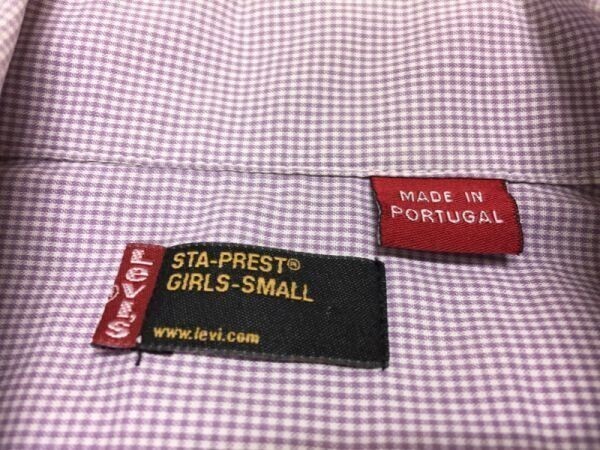 MADE IN
PORTUGAL
Levi's
STA-PREST®
GIRLS-SMALL
www.levi.com